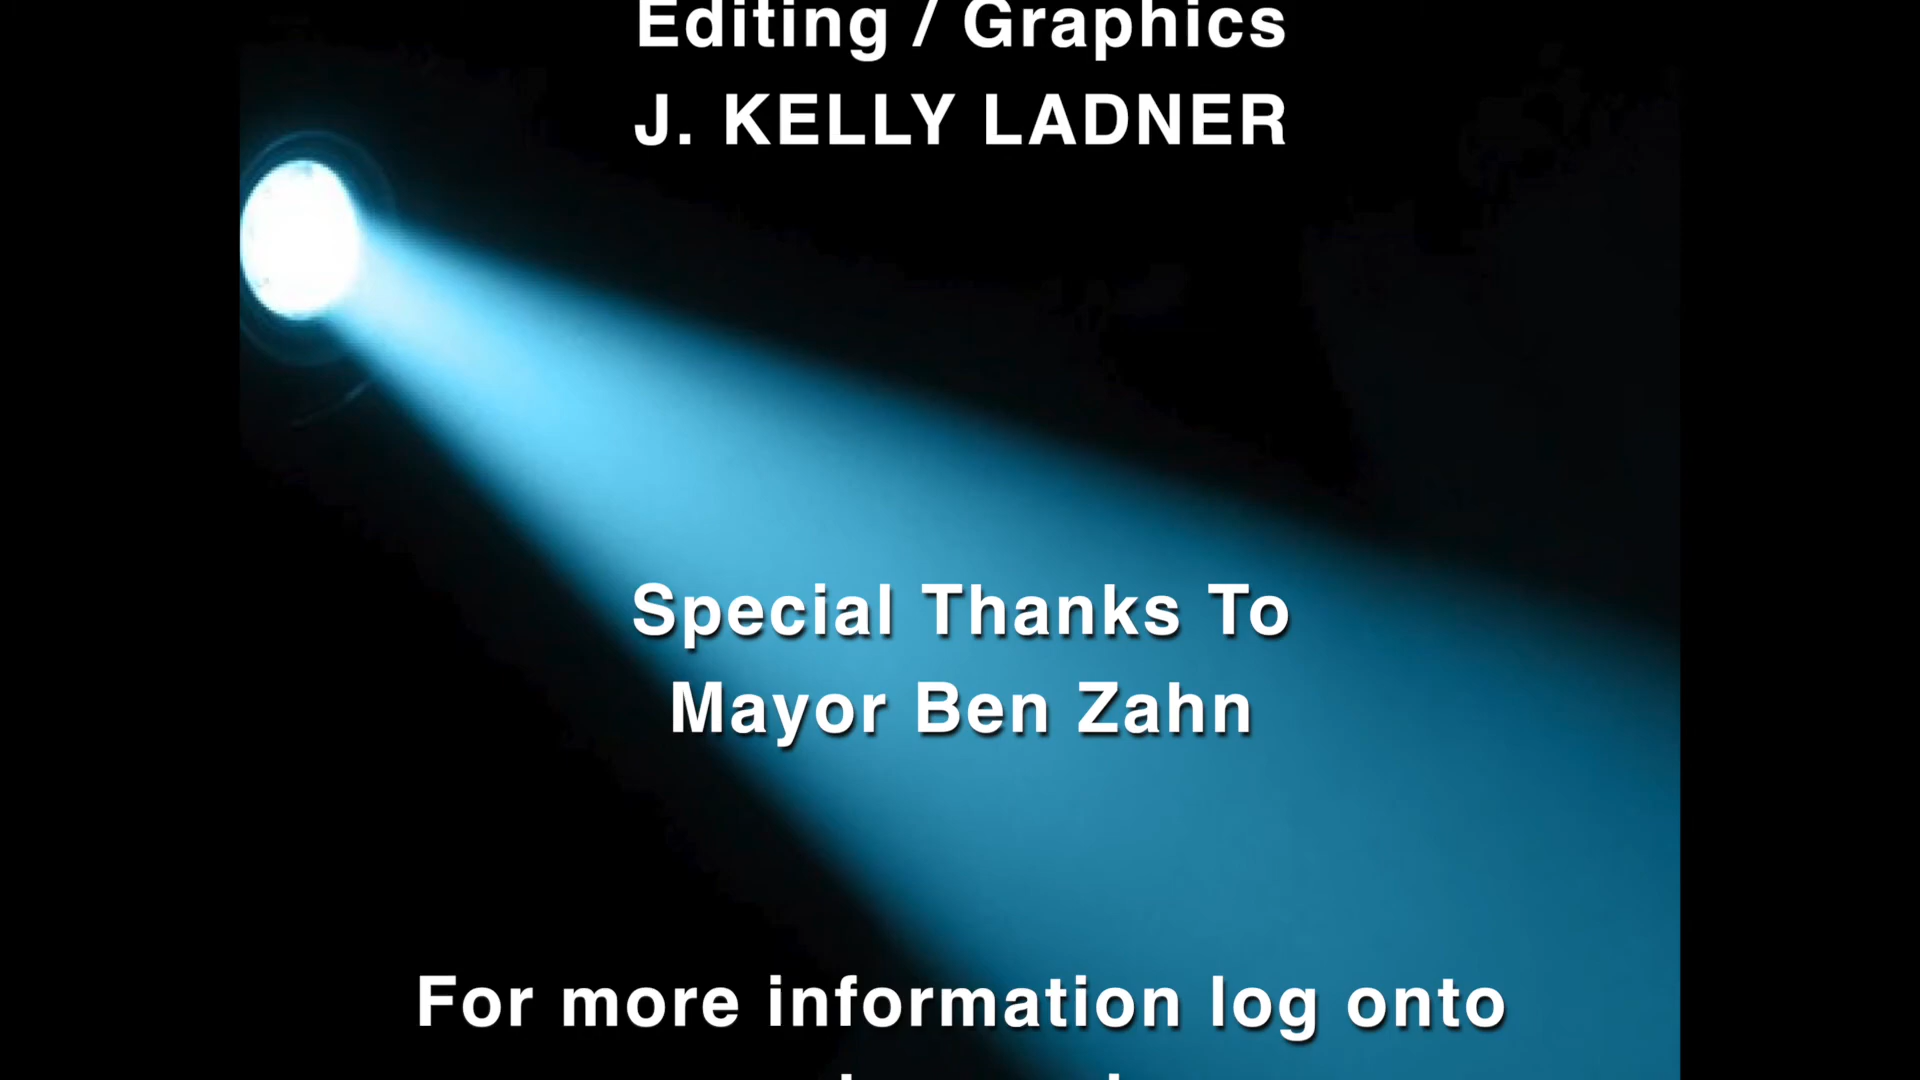 Editing / Graphics
J. KELLY LADNER
Special Thanks To
Mayor Ben Zahn
For more information log onto